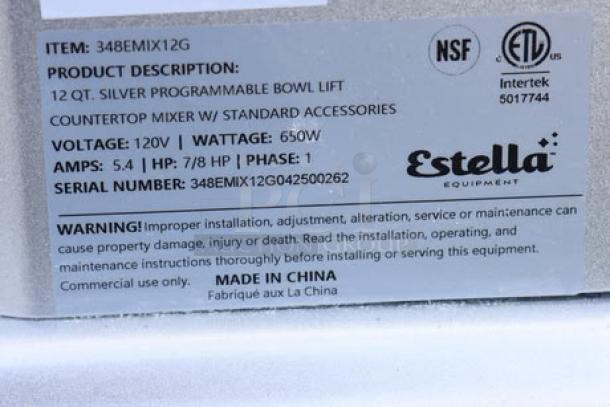 ITEM: 348EMIX12G
PRODUCT DESCRIPTION:
12 QT. SILVER PROGRAMMABLE BOWL LIFT
COUNTERTOP MIXER W/ STANDARD ACCESSORIES
VOLTAGE: 120V | WATTAGE: 650W
AMPS: 5.4 | HP: 7/8 HP | PHASE: 1
SERIAL NUMBER: 348EMIX12G042500262
NSF
C ETL US
Intertek
5017744
Estella
EQUIPMENT
WARNING! Improper installation, adjustment, alteration, service or maintenance can
cause property damage, injury or death. Read the installation, operating, and
maintenance instructions thoroughly before installing or serving this equipment.
Commercial use only. MADE IN CHINA
Fabriqué aux La China